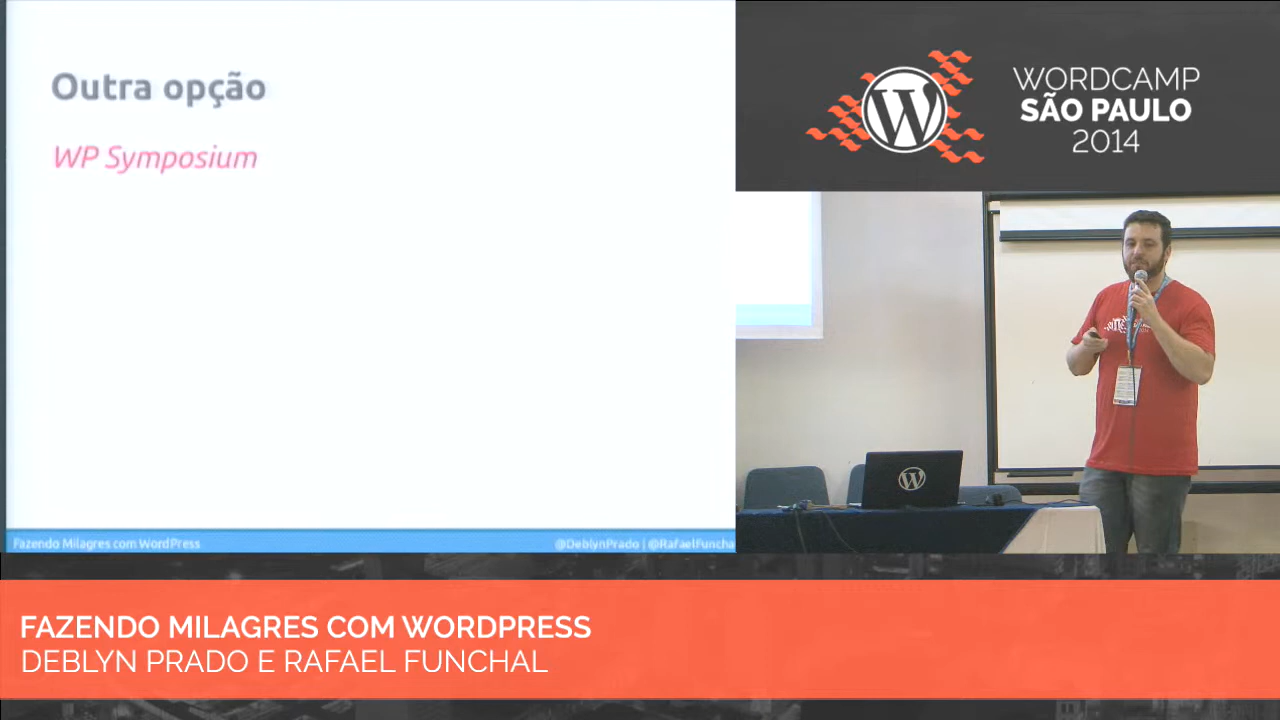 Outra opção
WP Symposium
Fazendo Milagres com WordPress
@DeblynPrado | @RafaelFuncha
WORDCAMP
SÃO PAULO
2014
FAZENDO MILAGRES COM WORDPRESS
DEBLYN PRADO E RAFAEL FUNCHAL